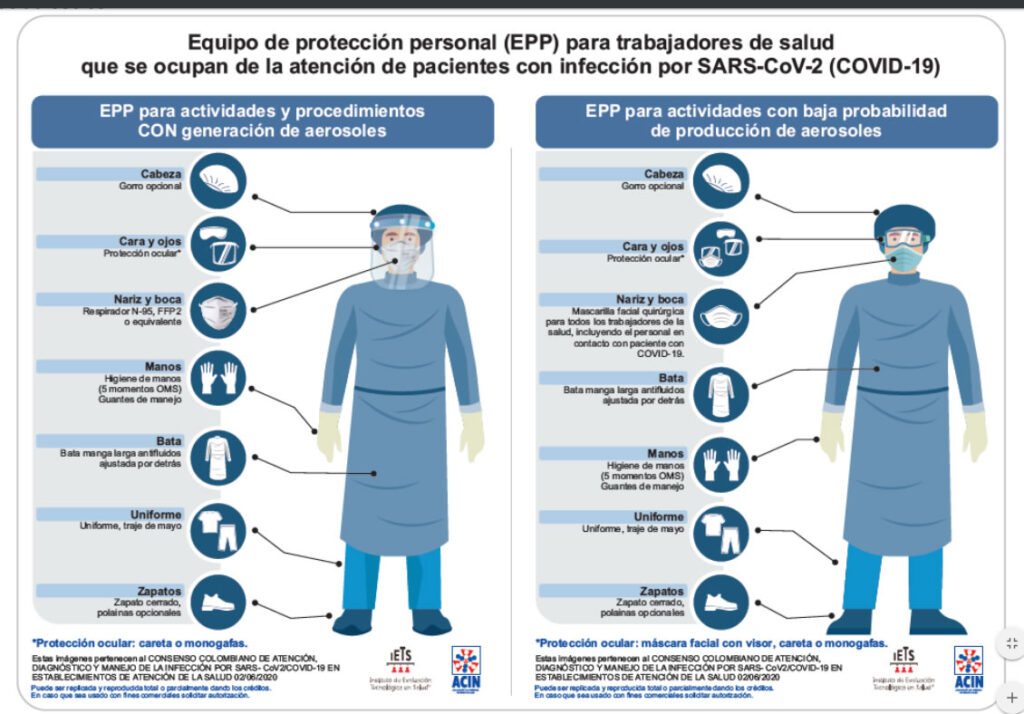 Equipo de protección personal (EPP) para trabajadores de salud
que se ocupan de la atención de pacientes con infección por SARS-CoV-2 (COVID-19)
EPP para actividades y procedimientos
CON generación de aerosoles
Cabeza
Gorro opcional
Cara y ojos
Protección ocular*
Nariz y boca
Respirador N-95, FFP2
o equivalente
Manos
Higiene de manos
(5 momentos OMS)
Guantes de manejo
Bata
Bata manga larga antifluidos
ajustada por detrás
Uniforme
Uniforme, traje de mayo
Zapatos
Zapato cerrado,
polainas opcionales
*Protección ocular: careta o monogafas.
Estas imágenes pertenecen al CONSENSO COLOMBIANO DE ATENCIÓN,
DIAGNÓSTICO Y MANEJO DE LA INFECCIÓN POR SARS- CoV2/COVID-19 EN
ESTABLECIMIENTOS DE ATENCIÓN DE LA SALUD 02/06/2020
Puede ser replicada y reproducida total o parcialmente dando los créditos.
En caso que sea usado con fines comerciales solicitar autorización.
iETS
Instituto de Evaluación
Tecnológica en Salud
ACIN
EPP para actividades con baja probabilidad
de producción de aerosoles
Cabeza
Gorro opcional
Cara y ojos
Protección ocular*
Nariz y boca
Mascarilla facial quirúrgica
para todos los trabajadores de la
salud, incluyendo el personal en
contacto con paciente con
COVID-19.
Bata
Bata manga larga antifluidos
ajustada por detrás
Manos
Higiene de manos
(5 momentos OMS)
Guantes de manejo
Uniforme
Uniforme, traje de mayo
Zapatos
Zapato cerrado,
polainas opcionales
*Protección ocular: máscara facial con visor, careta o monogafas.
Estas imágenes pertenecen al CONSENSO COLOMBIANO DE ATENCIÓN,
DIAGNÓSTICO Y MANEJO DE LA INFECCIÓN POR SARS- CoV2/COVID-19 EN
ESTABLECIMIENTOS DE ATENCIÓN DE LA SALUD 02/06/2020
Puede ser replicada y reproducida total o parcialmente dando los créditos.
En caso que sea usado con fines comerciales solicitar autorización.
iETS
Instituto de Evaluación
Tecnológica en Salud
ACIN